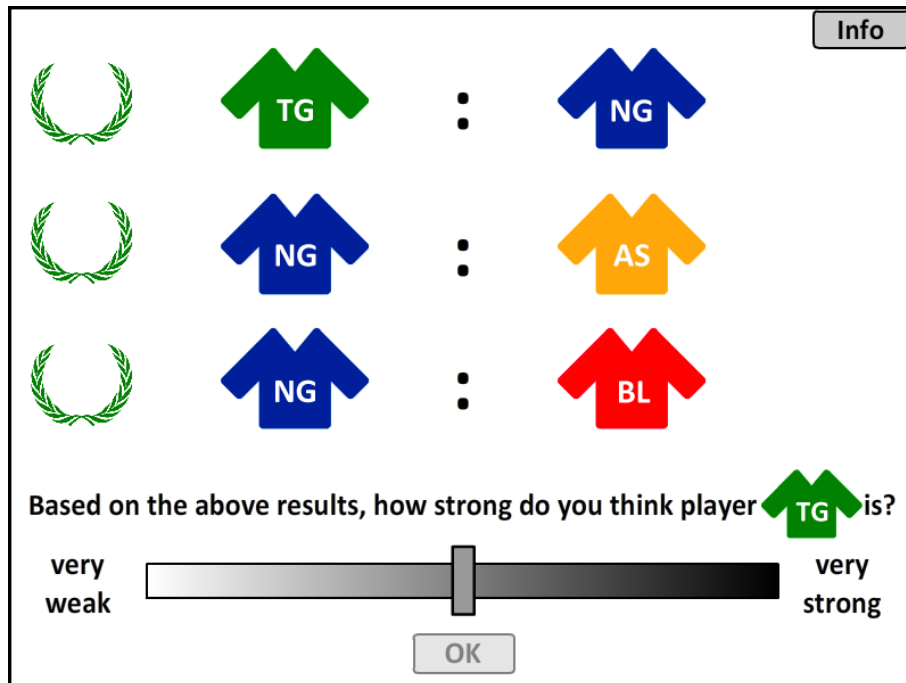 Info
TG : NG
NG : AS
NG : BL
Based on the above results, how strong do you think player TG is?
very weak
very strong
OK